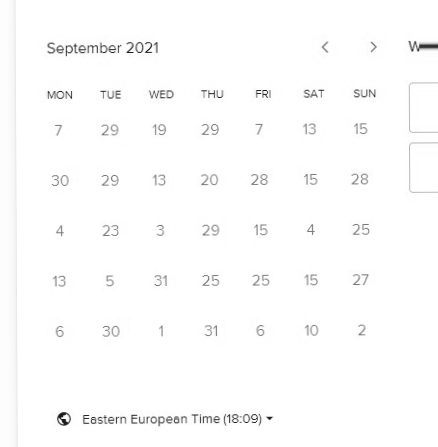 September 2021
MON TUE WED THU FRI SAT SUN
7 29 19 29 7 13 15
30 29 13 20 28 15 28
4 23 3 29 15 4 25
13 5 31 25 25 15 27
6 30 1 31 6 10 2
Eastern European Time (18:09)